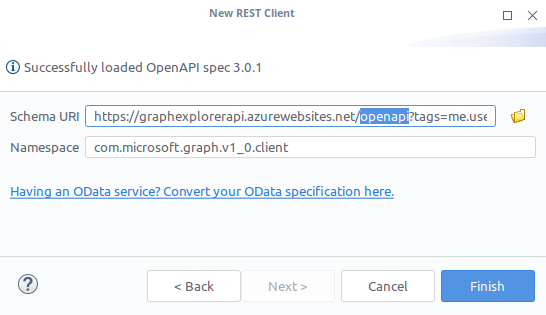 New REST Client
Successfully loaded OpenAPI spec 3.0.1
Schema URI https://graphexplorerapi.azurewebsites.net/openapi?tags=me.use
Namespace com.microsoft.graph.v1_0.client
Having an OData service? Convert your OData specification here.
? < Back Next > Cancel Finish